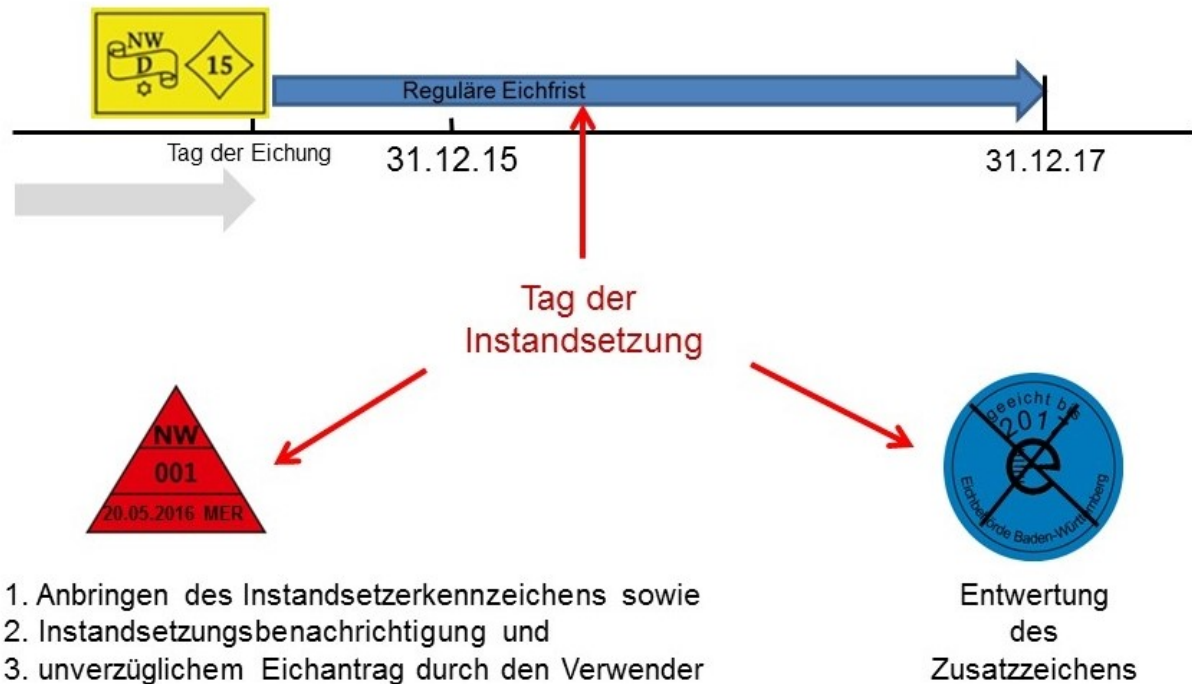 NW
D
15
Reguläre Eichfrist
Tag der Eichung
31.12.15
31.12.17
Tag der
Instandsetzung
NW
001
20.05.2016 MER
geeicht bis
e
Eichbehörde Baden-Württemberg
1. Anbringen des Instandsetzerkennzeichens sowie
2. Instandsetzungsbenachrichtigung und
3. unverzüglichem Eichantrag durch den Verwender
Entwertung
des
Zusatzzeichens